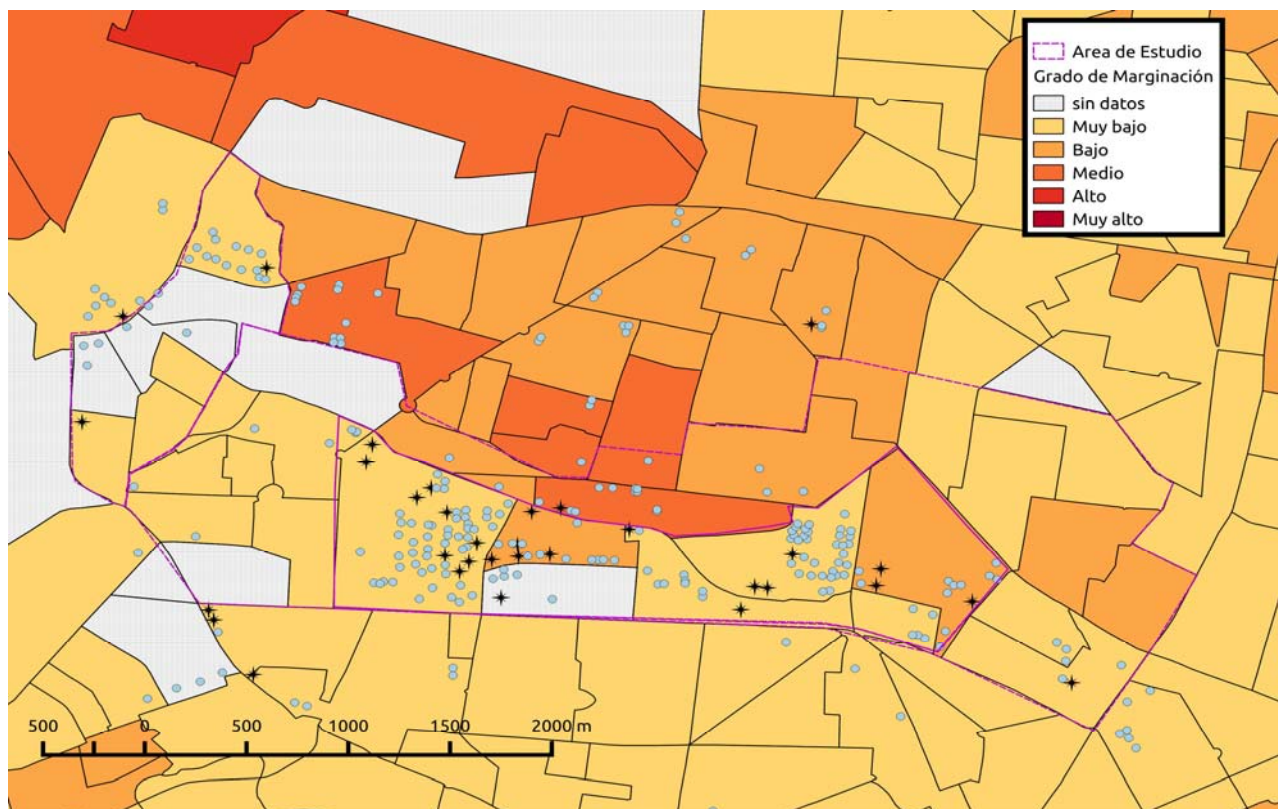 Area de Estudio
Grado de Marginación
sin datos
Muy bajo
Bajo
Medio
Alto
Muy alto
500 0 500 1000 1500 2000 m